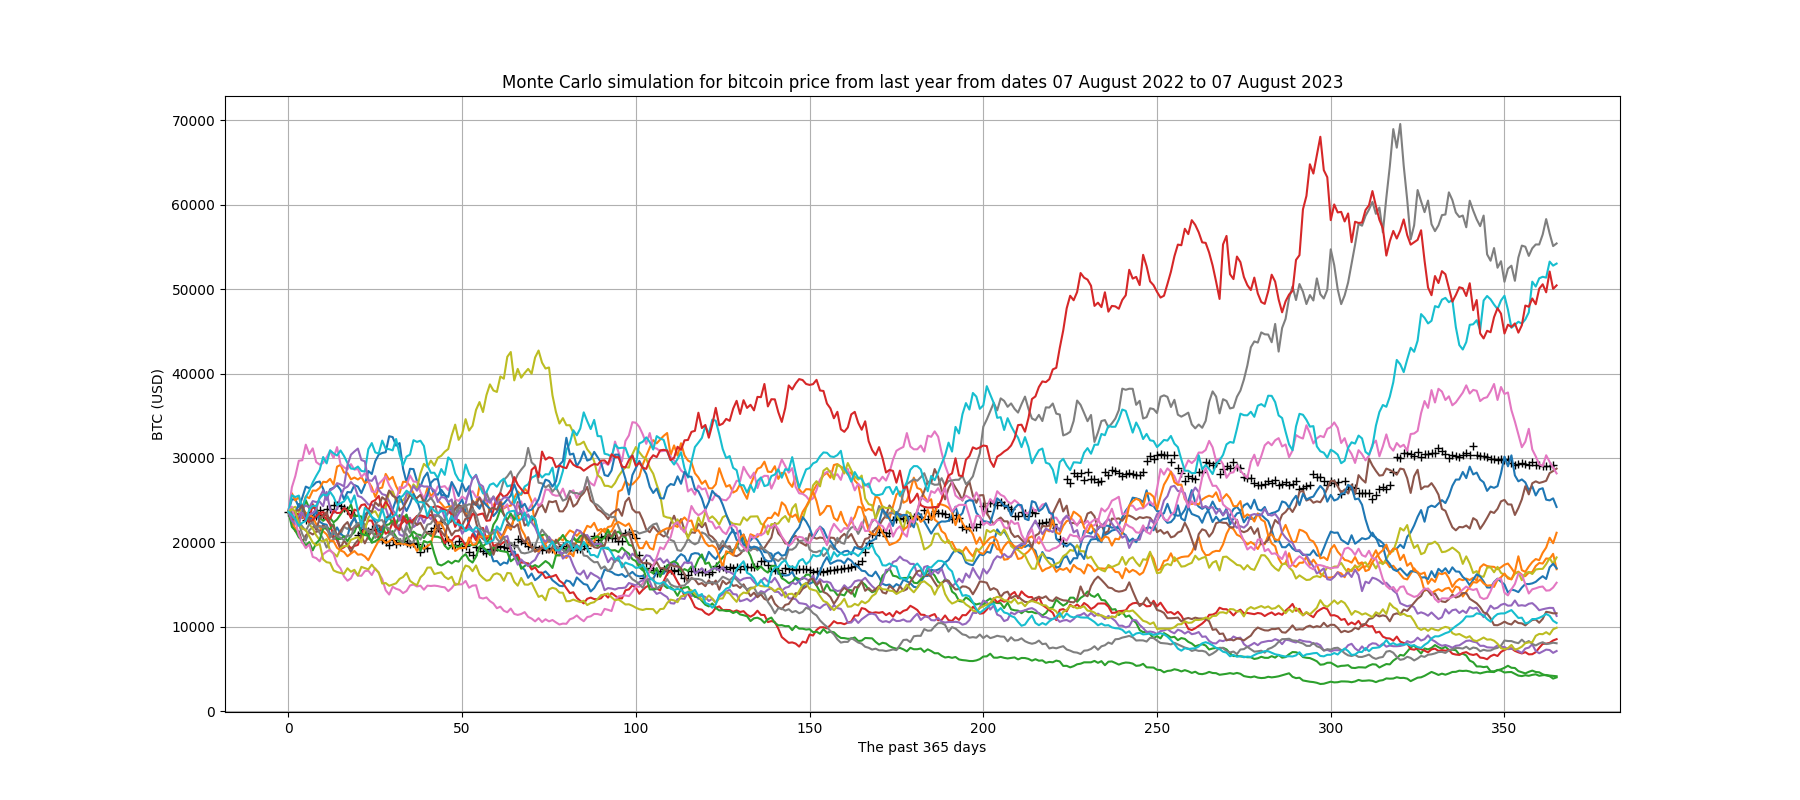 Monte Carlo simulation for bitcoin price from last year from dates 07 August 2022 to 07 August 2023
70000
60000
50000
40000
30000
20000
10000
0
BTC (USD)
0 50 100 150 200 250 300 350
The past 365 days